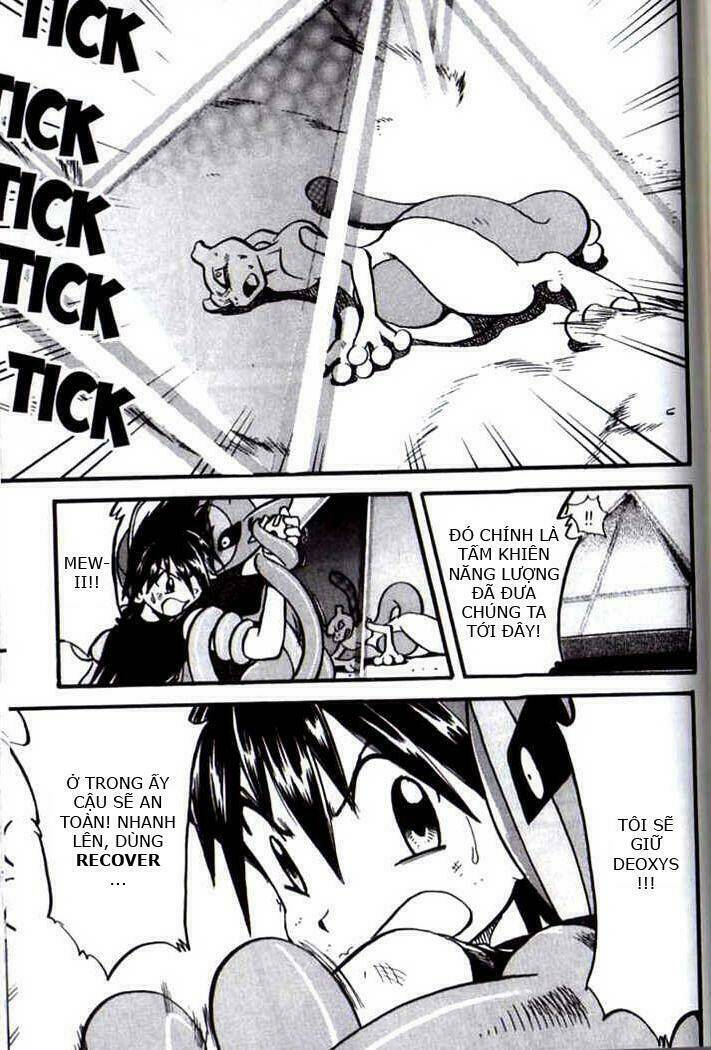 TICK
TICK
TICK
TICK
TICK
!!
ĐÓ CHÍNH LÀ
TẤM KHIÊN
NĂNG LƯỢNG
ĐÃ ĐƯA
CHÚNG TA
TỚI ĐÂY!
MEW-
II!!
TÔI SẼ
GIỮ
DEOXYS
!!!
Ở TRONG ẤY
CẬU SẼ AN
TOÀN! NHANH
LÊN, DÙNG
RECOVER
...